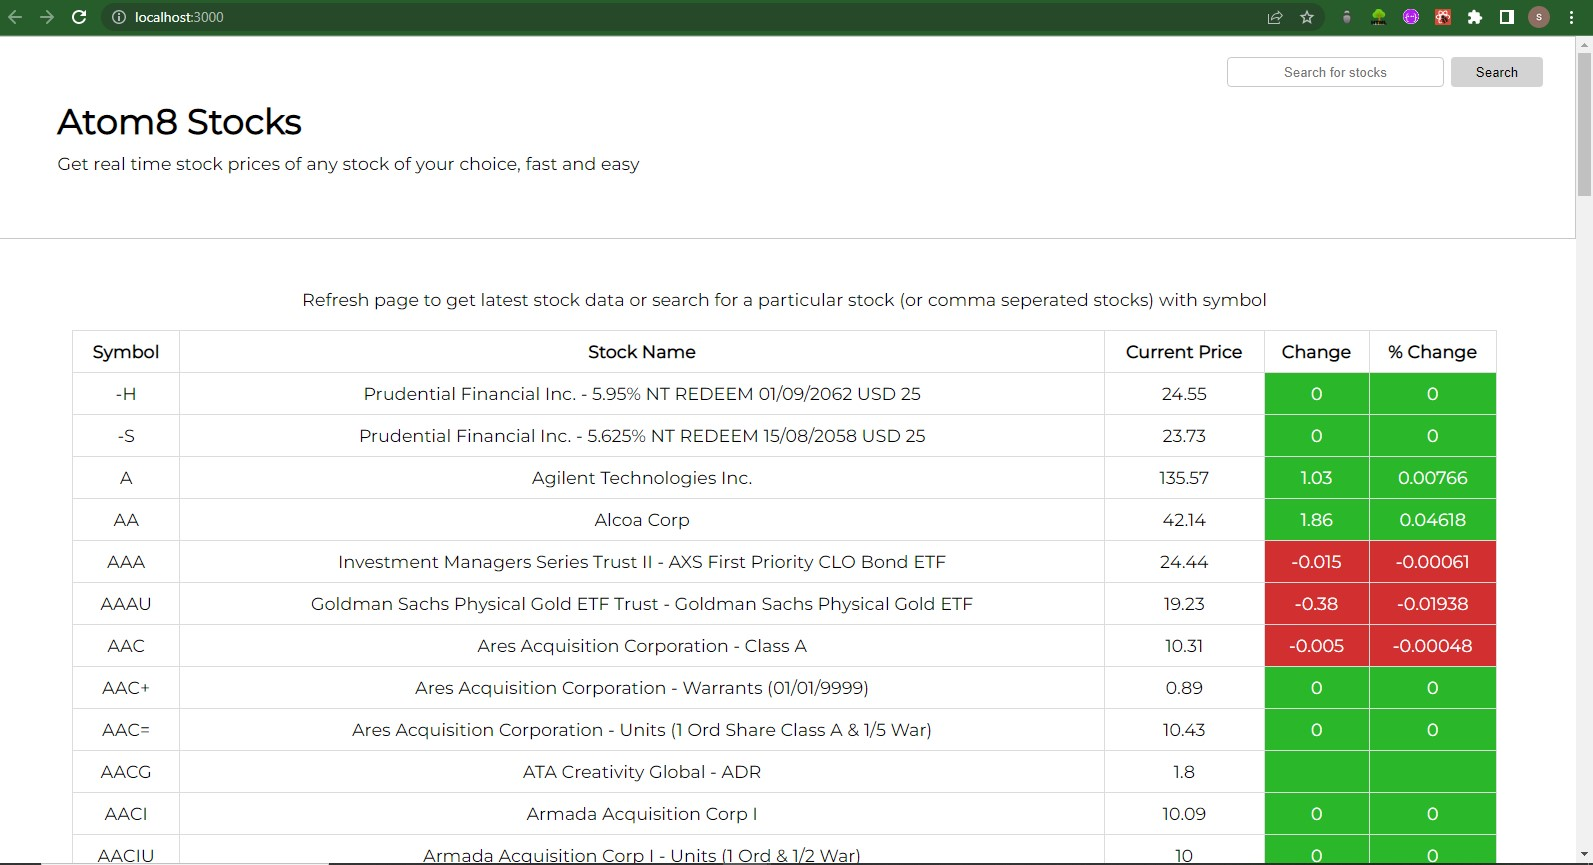 localhost:3000
S
Search for stocks Search
Atom8 Stocks
Get real time stock prices of any stock of your choice, fast and easy
Refresh page to get latest stock data or search for a particular stock (or comma seperated stocks) with symbol
Symbol Stock Name Current Price Change % Change
-H Prudential Financial Inc. - 5.95% NT REDEEM 01/09/2062 USD 25 24.55 0 0
-S Prudential Financial Inc. - 5.625% NT REDEEM 15/08/2058 USD 25 23.73 0 0
A Agilent Technologies Inc. 135.57 1.03 0.00766
AA Alcoa Corp 42.14 1.86 0.04618
AAA Investment Managers Series Trust II - AXS First Priority CLO Bond ETF 24.44 -0.015 -0.00061
AAAU Goldman Sachs Physical Gold ETF Trust - Goldman Sachs Physical Gold ETF 19.23 -0.38 -0.01938
AAC Ares Acquisition Corporation - Class A 10.31 -0.005 -0.00048
AAC+ Ares Acquisition Corporation - Warrants (01/01/9999) 0.89 0 0
AAC= Ares Acquisition Corporation - Units (1 Ord Share Class A & 1/5 War) 10.43 0 0
AACG ATA Creativity Global - ADR 1.8
AACI Armada Acquisition Corp I 10.09 0 0
AACIU Armada Acquisition Corp I - Units (1 Ord & 1/2 War) 10 0 0